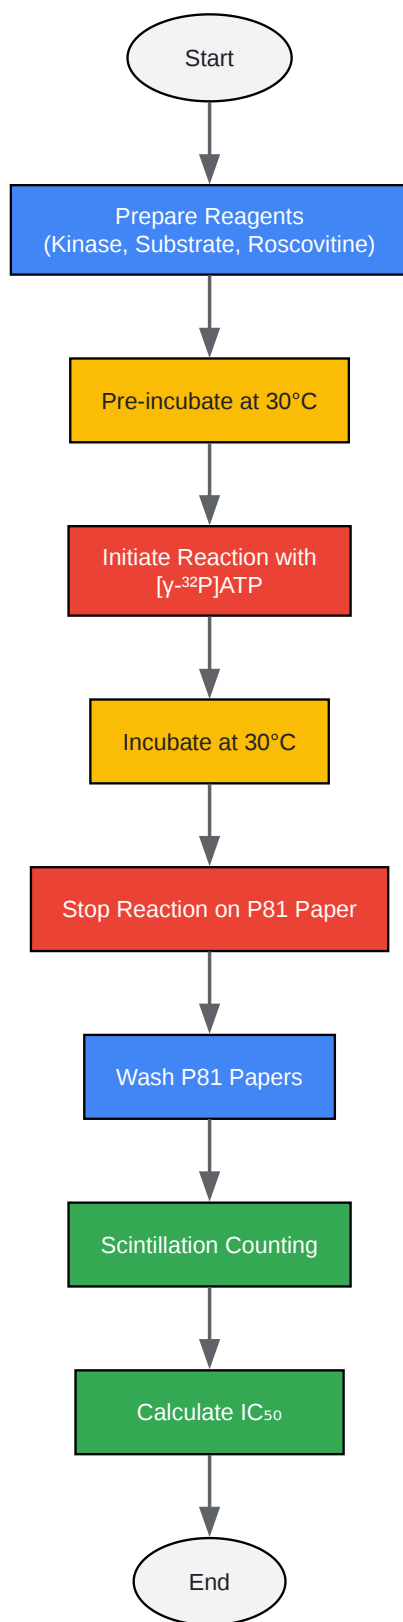 Start
Prepare Reagents
(Kinase, Substrate, Roscovitine)
Pre-incubate at 30°C
Initiate Reaction with
[γ-³²P]ATP
Incubate at 30°C
Stop Reaction on P81 Paper
Wash P81 Papers
Scintillation Counting
Calculate IC₅₀
End